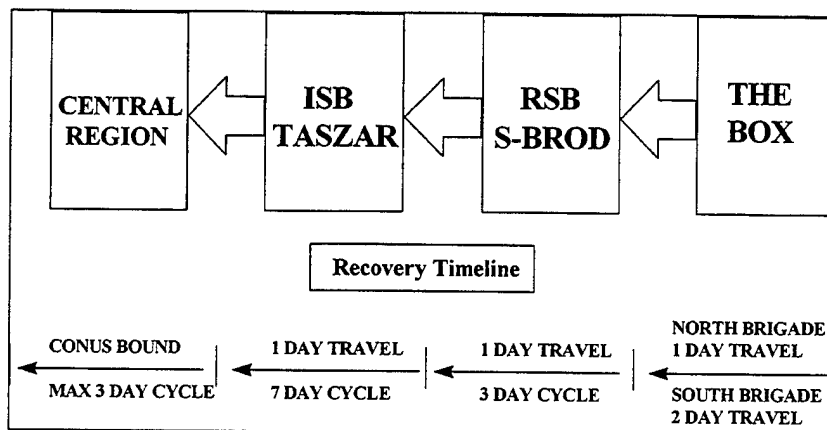 CENTRAL
REGION
ISB
TASZAR
RSB
S-BROD
THE
BOX
Recovery Timeline
CONUS BOUND
MAX 3 DAY CYCLE
1 DAY TRAVEL
7 DAY CYCLE
1 DAY TRAVEL
3 DAY CYCLE
NORTH BRIGADE
1 DAY TRAVEL
SOUTH BRIGADE
2 DAY TRAVEL